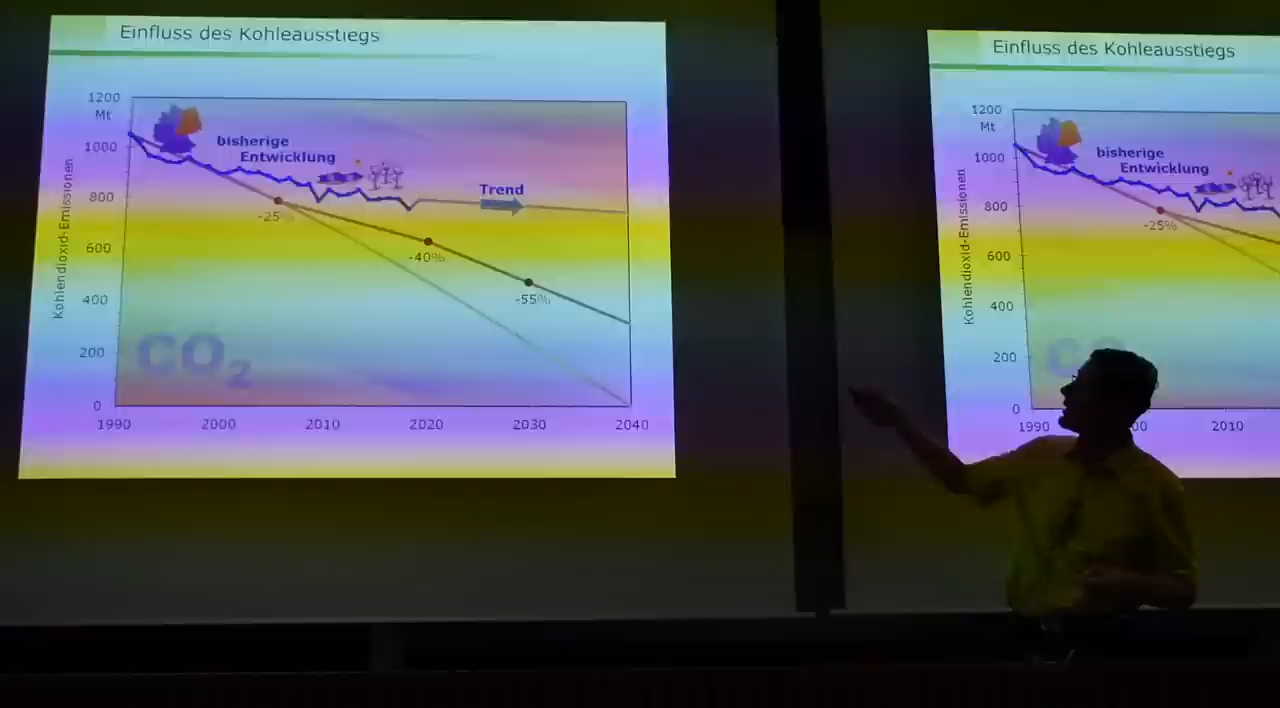 Einfluss des Kohleausstiegs
1200
Mt
1000
800
600
400
200
0
Kohlendioxid-Emissionen
bisherige
Entwicklung
Trend
-25%
-40%
-55%
CO₂
1990
2000
2010
2020
2030
2040
Einfluss des Kohleausstiegs
1200
Mt
1000
800
600
400
200
0
Kohlendioxid-Emissionen
bisherige
Entwicklung
-25%
1990
2010